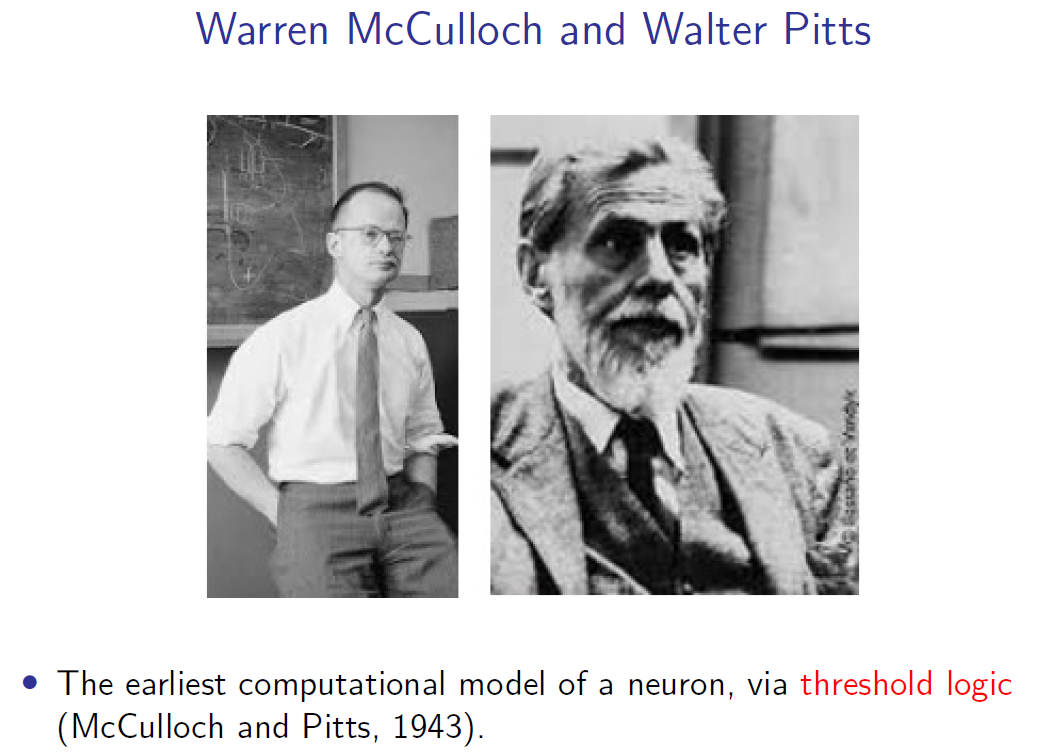 Warren McCulloch and Walter Pitts
• The earliest computational model of a neuron, via threshold logic
(McCulloch and Pitts, 1943).